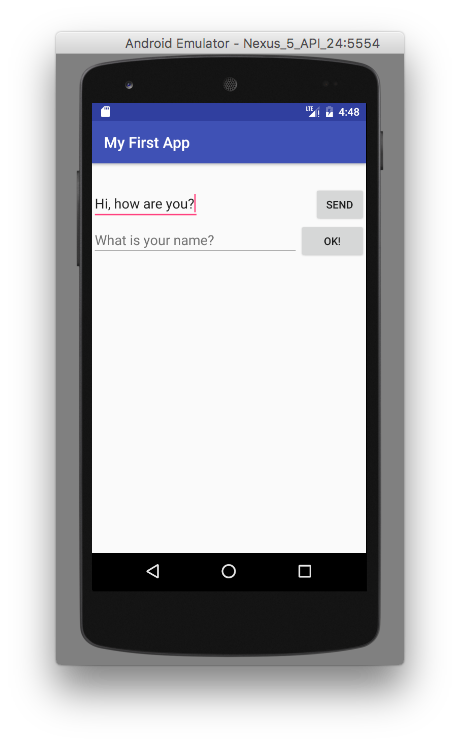 Android Emulator - Nexus_5_API_24:5554
LTE 4:48
My First App
Hi, how are you? SEND
What is your name? OK!